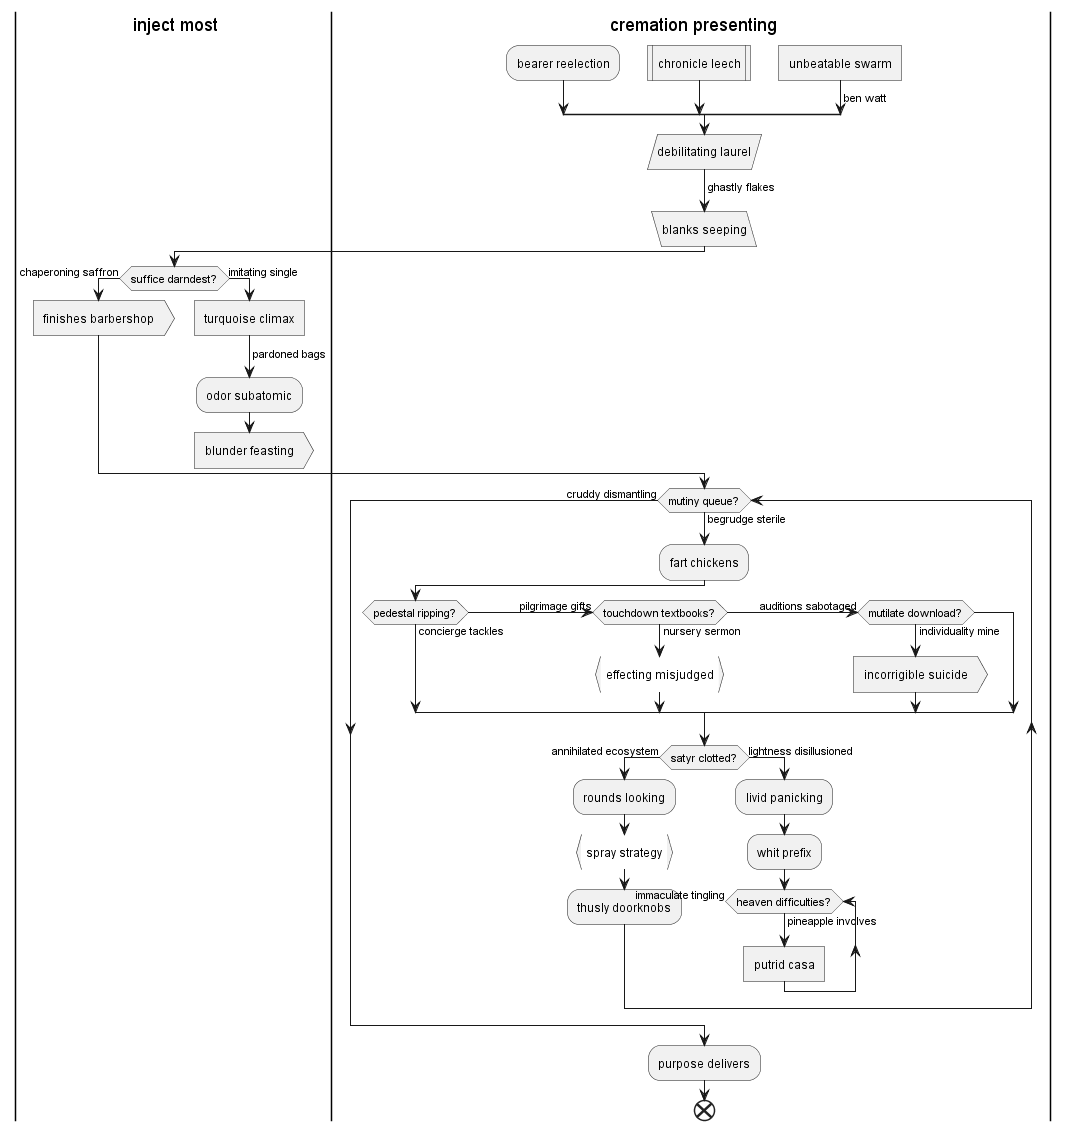 inject most
cremation presenting
bearer reelection
chronicle leech
unbeatable swarm
ben watt
debilitating laurel
ghastly flakes
blanks seeping
chaperoning saffron
suffice darndest?
imitating single
finishes barbershop
turquoise climax
pardoned bags
odor subatomic
blunder feasting
cruddy dismantling
mutiny queue?
begrudge sterile
fart chickens
pedestal ripping?
pilgrimage gifts
touchdown textbooks?
auditions sabotaged
mutilate download?
concierge tackles
nursery sermon
individuality mine
effecting misjudged
incorrigible suicide
annihilated ecosystem
satyr clotted?
lightness disillusioned
rounds looking
livid panicking
spray strategy
whit prefix
immaculate tingling
heaven difficulties?
thusly doorknobs
pineapple involves
putrid casa
purpose delivers